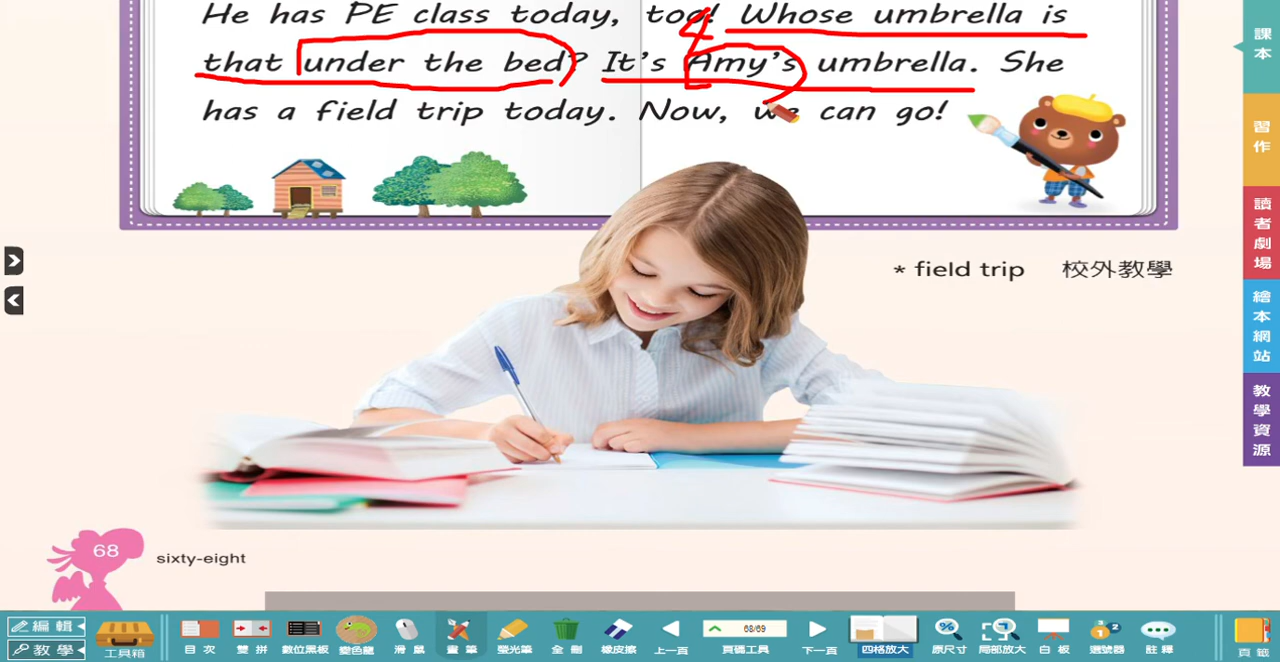 He has PE class today, too! Whose umbrella is
that under the bed? It's Amy's umbrella. She
has a field trip today. Now, we can go!
* field trip 校外教學
68 sixty-eight
課本
習作
讀者劇場
繪本網站
教學資源
編輯
教學
工具箱
目次
雙拼
數位黑板
變色龍
滑鼠
畫筆
螢光筆
全刪
橡皮擦
上一頁
68/69
頁碼工具
下一頁
四格放大
原尺寸
局部放大
白板
選號器
註釋
頁籤